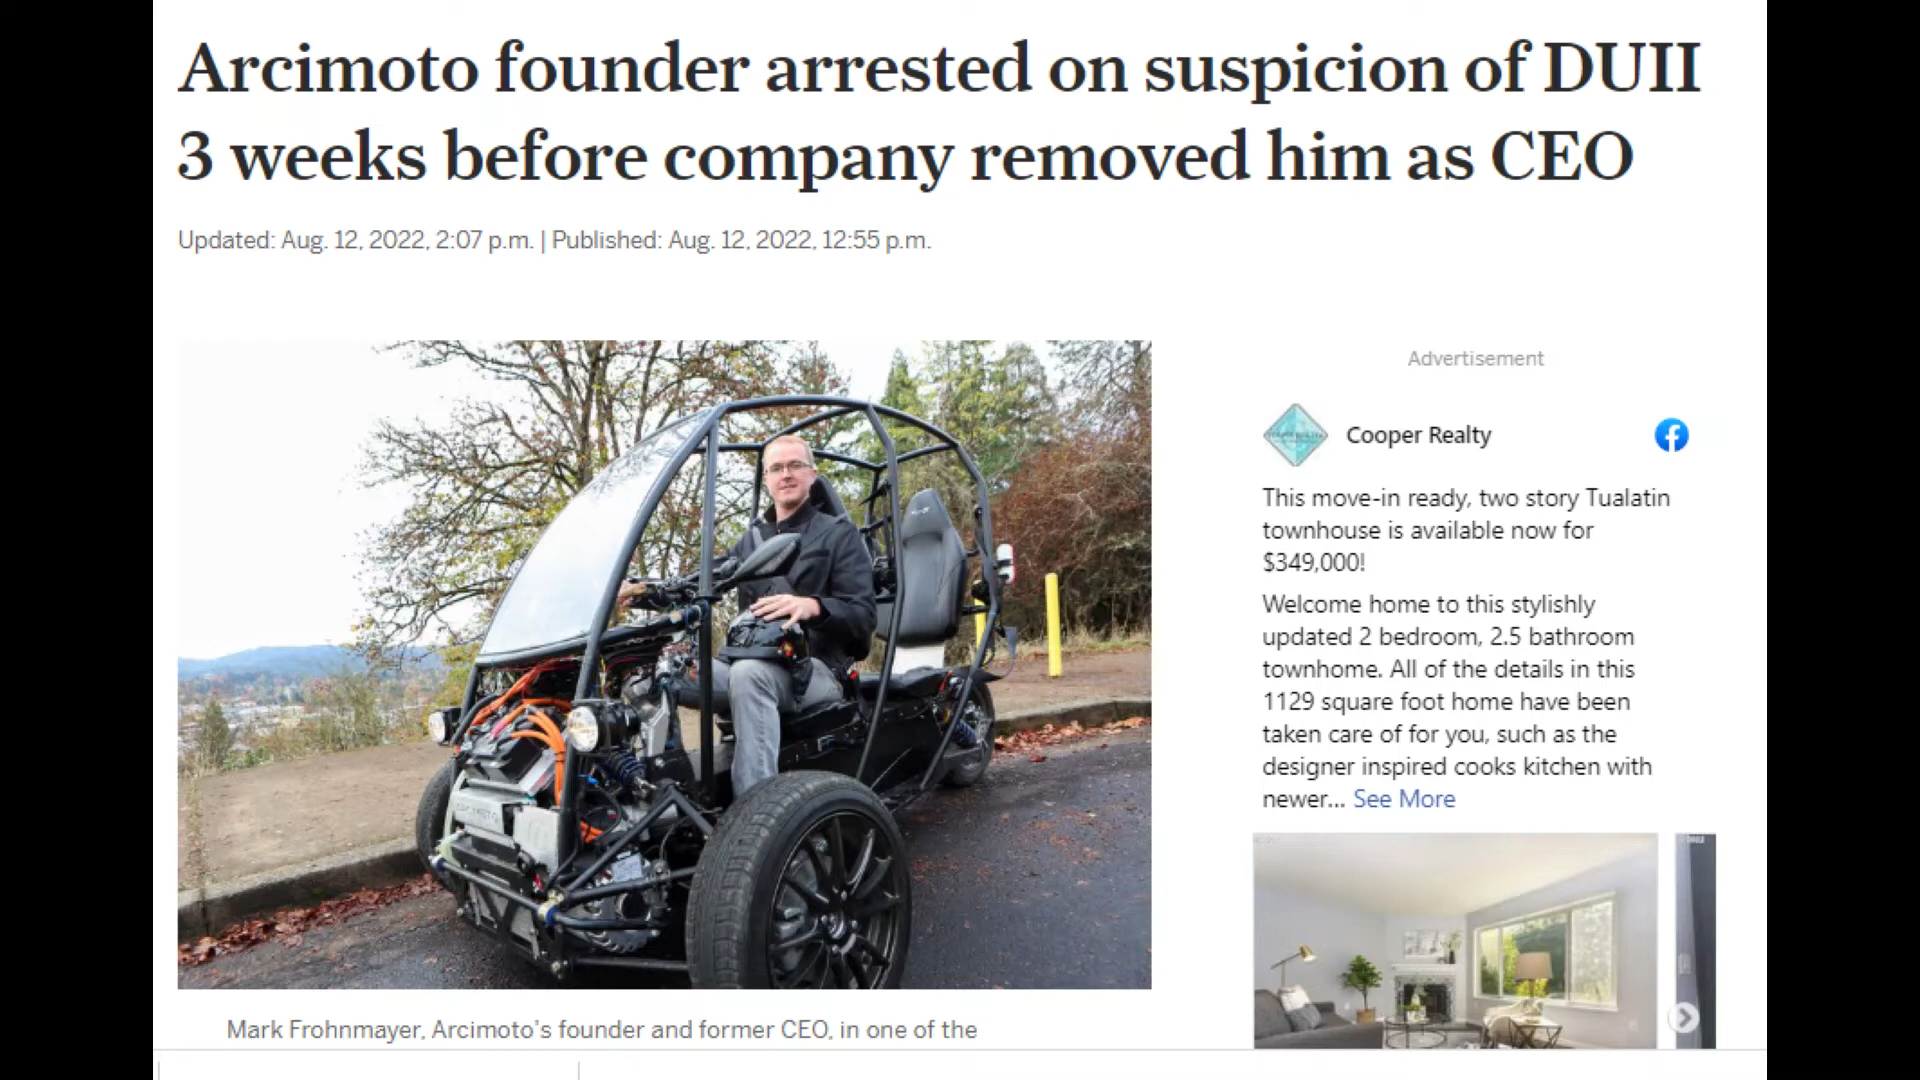 Arcimoto founder arrested on suspicion of DUII
3 weeks before company removed him as CEO
Updated: Aug. 12, 2022, 2:07 p.m. | Published: Aug. 12, 2022, 12:55 p.m.
Advertisement
Cooper Realty
This move-in ready, two story Tualatin
townhouse is available now for
$349,000!
Welcome home to this stylishly
updated 2 bedroom, 2.5 bathroom
townhome. All of the details in this
1129 square foot home have been
taken care of for you, such as the
designer inspired cooks kitchen with
newer... See More
Mark Frohnmayer, Arcimoto's founder and former CEO, in one of the